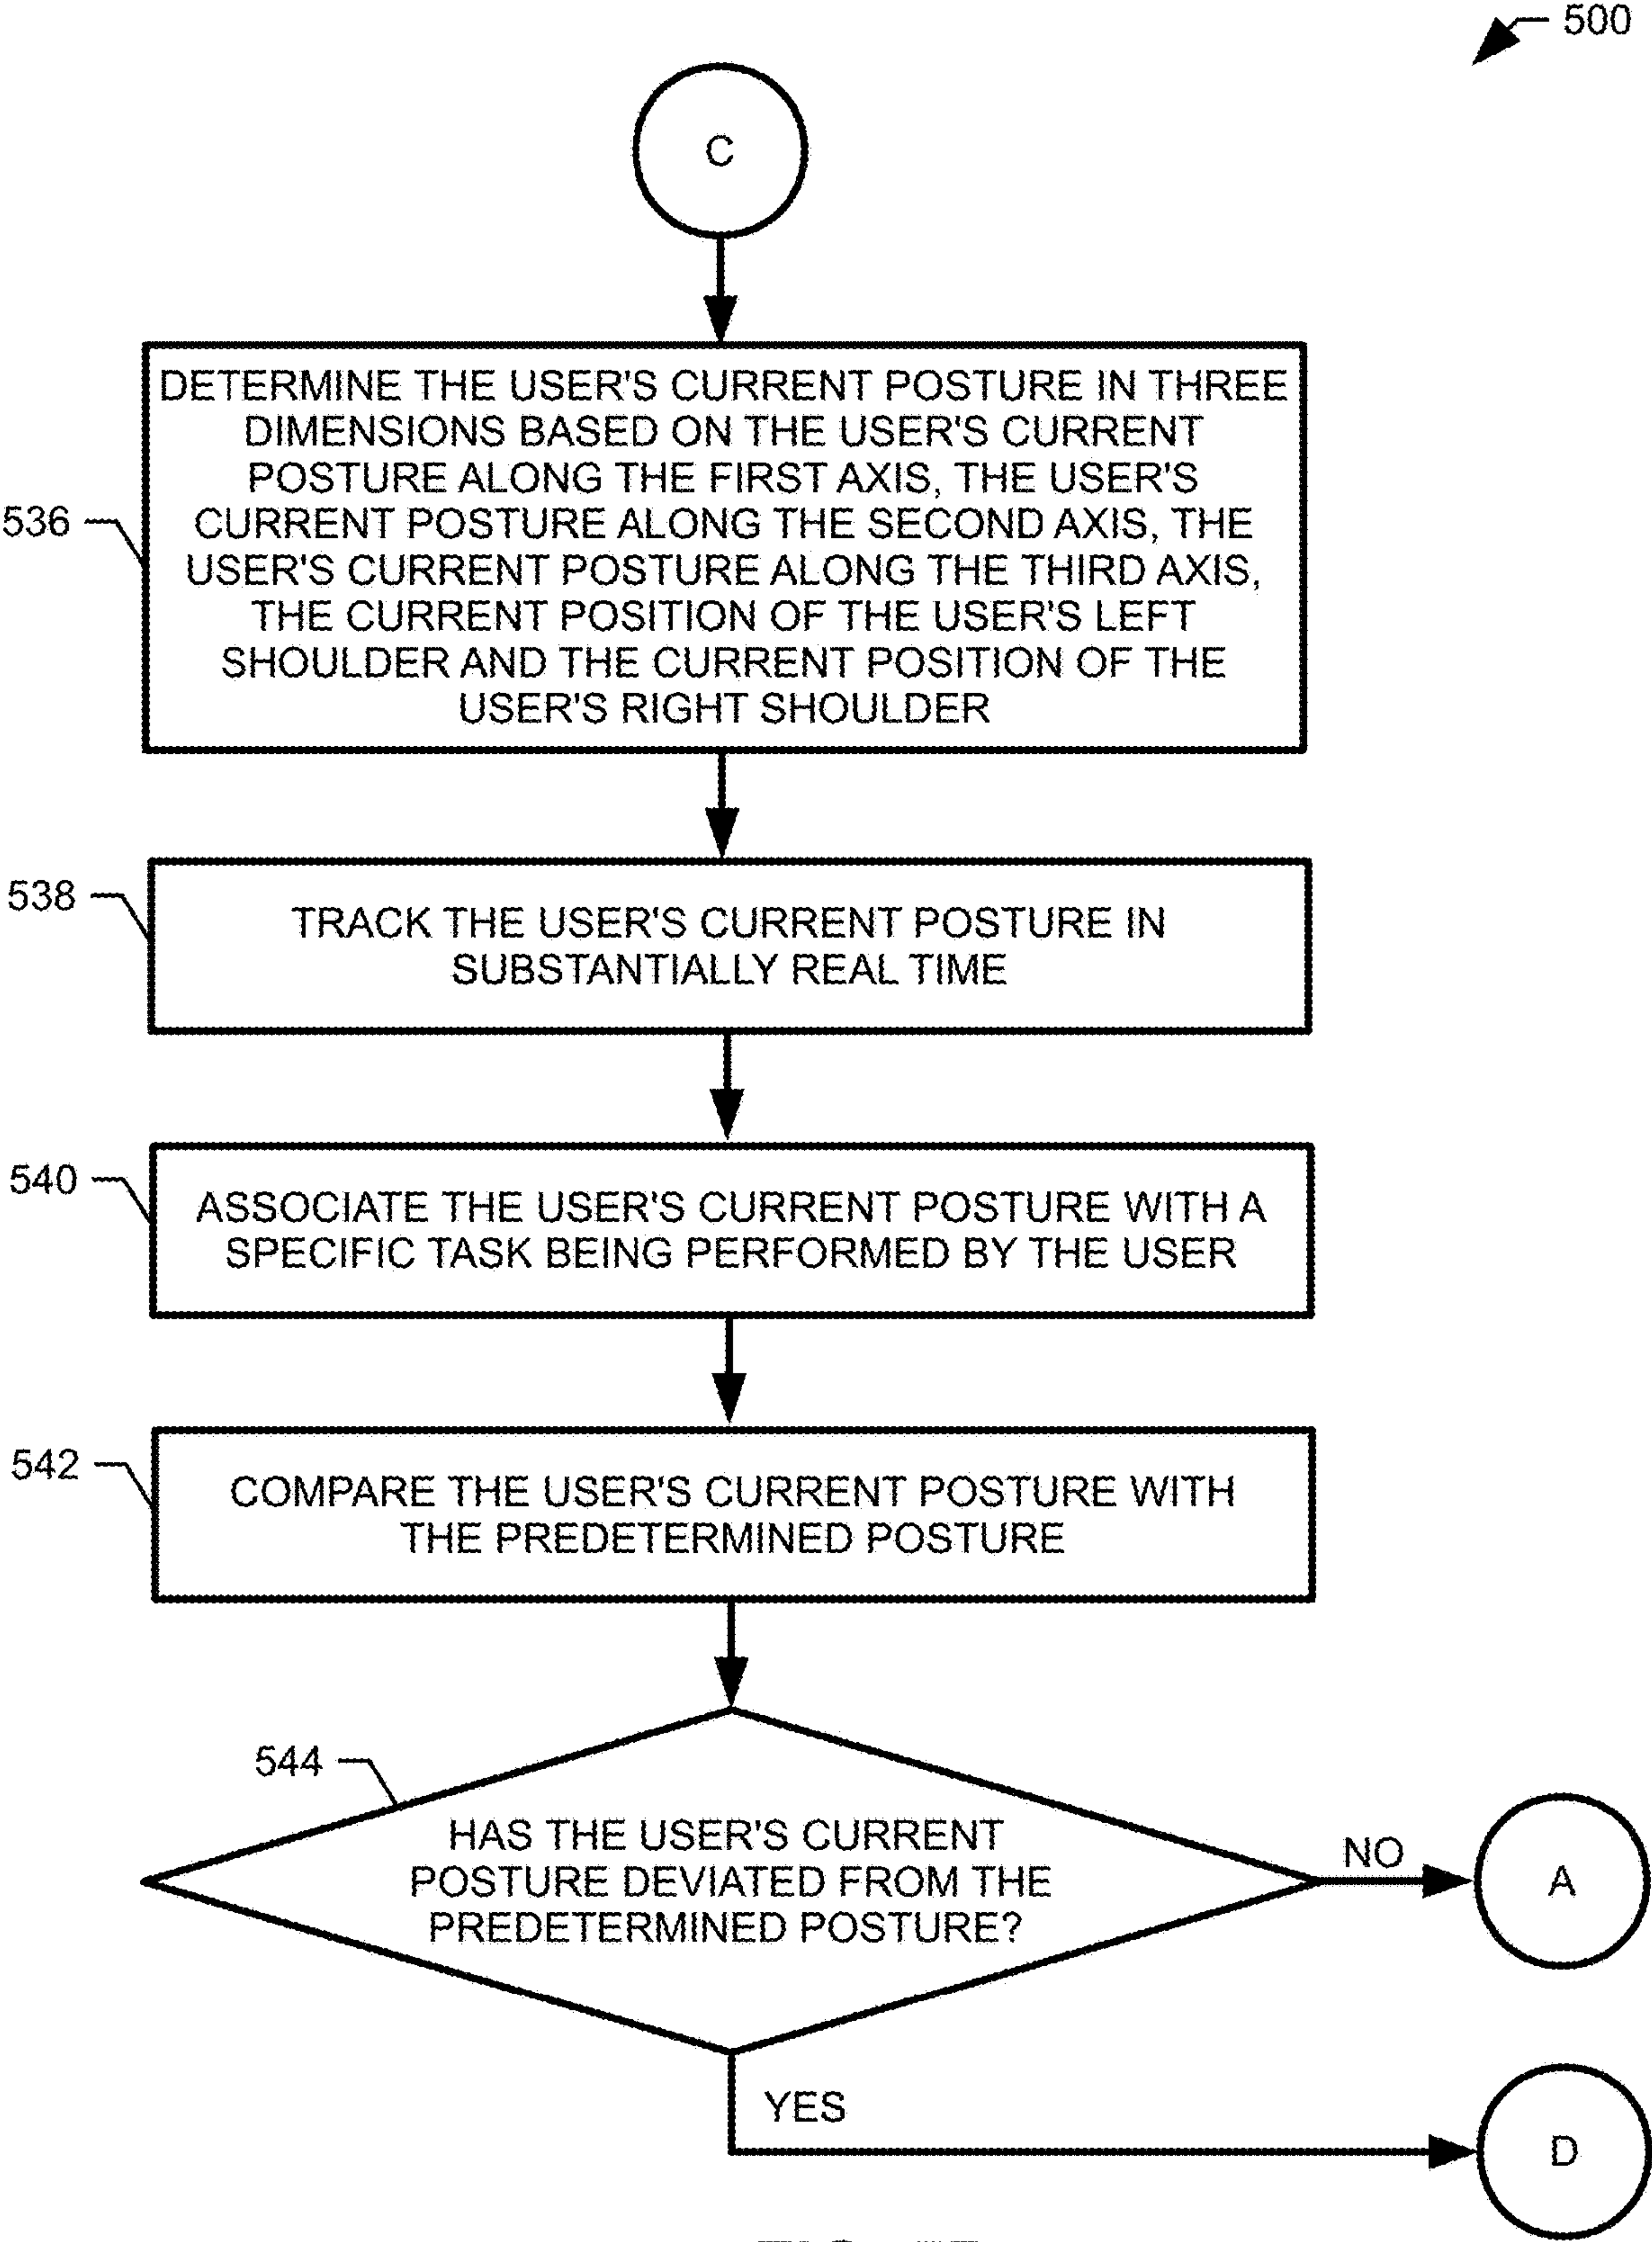 500
C
536
DETERMINE THE USER'S CURRENT POSTURE IN THREE
DIMENSIONS BASED ON THE USER'S CURRENT
POSTURE ALONG THE FIRST AXIS, THE USER'S
CURRENT POSTURE ALONG THE SECOND AXIS, THE
USER'S CURRENT POSTURE ALONG THE THIRD AXIS,
THE CURRENT POSITION OF THE USER'S LEFT
SHOULDER AND THE CURRENT POSITION OF THE
USER'S RIGHT SHOULDER
538
TRACK THE USER'S CURRENT POSTURE IN
SUBSTANTIALLY REAL TIME
540
ASSOCIATE THE USER'S CURRENT POSTURE WITH A
SPECIFIC TASK BEING PERFORMED BY THE USER
542
COMPARE THE USER'S CURRENT POSTURE WITH
THE PREDETERMINED POSTURE
544
HAS THE USER'S CURRENT
POSTURE DEVIATED FROM THE
PREDETERMINED POSTURE?
NO
A
YES
D